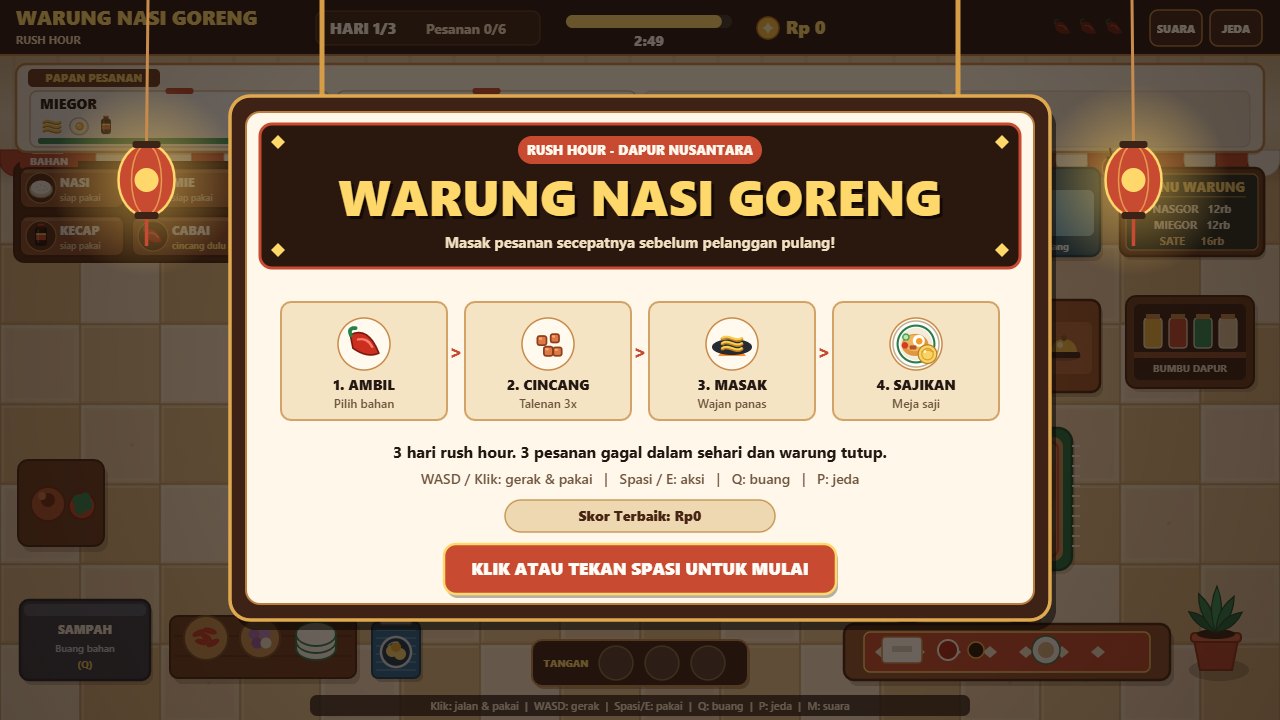 WARUNG NASI GORENG
RUSH HOUR
HARI 1/3
Pesanan 0/6
2:49
Rp 0
SUARA
JEDA
PAPAN PESANAN
MIEGOR
BAHAN
NASI
siap pakai
MIE
siap pakai
KECAP
siap pakai
CABAI
cincang dulu
RUSH HOUR - DAPUR NUSANTARA
WARUNG NASI GORENG
Masak pesanan secepatnya sebelum pelanggan pulang!
1. AMBIL
Pilih bahan
>
2. CINCANG
Talenan 3x
>
3. MASAK
Wajan panas
>
4. SAJIKAN
Meja saji
3 hari rush hour. 3 pesanan gagal dalam sehari dan warung tutup.
WASD / Klik: gerak & pakai | Spasi / E: aksi | Q: buang | P: jeda
Skor Terbaik: Rp0
KLIK ATAU TEKAN SPASI UNTUK MULAI
WARUNG
NASGOR 12rb
MIEGOR 12rb
SATE 16rb
BUMBU DAPUR
SAMPAH
Buang bahan
(Q)
TANGAN
Klik: jalan & pakai | WASD: gerak | Spasi/E: pakai | Q: buang | P: jeda | M: suara